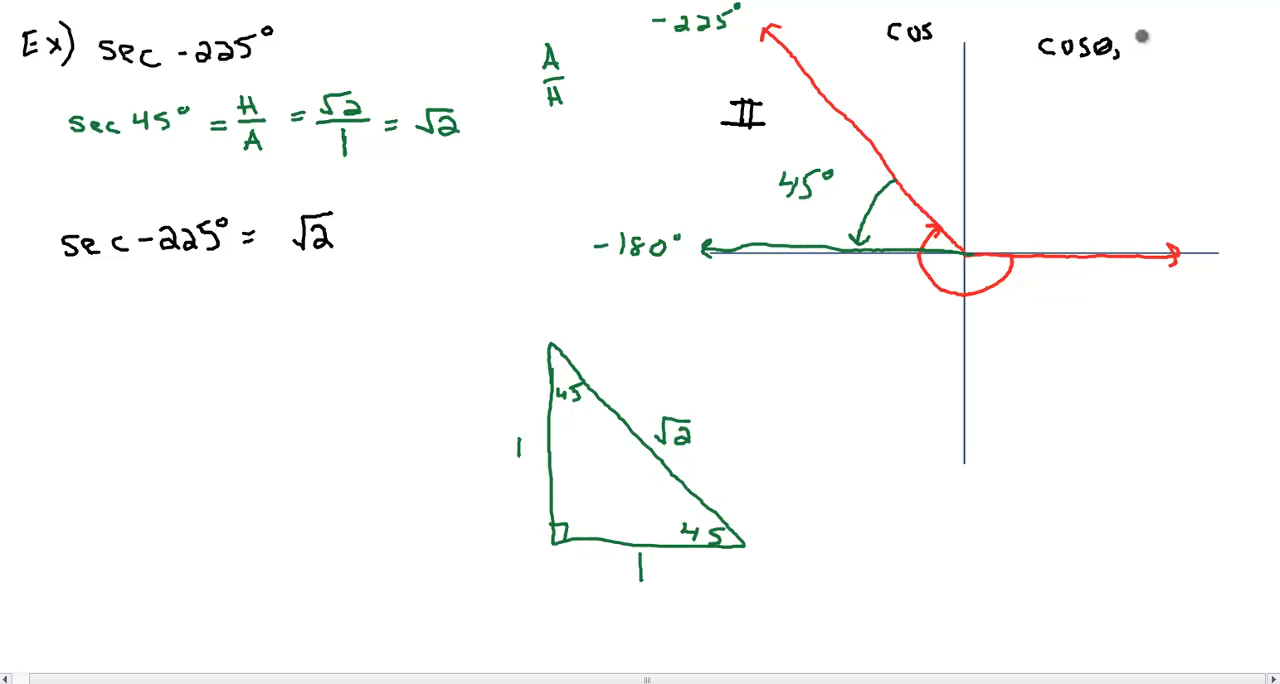 Ex) sec -225°
sec 45° = H/A = √2/1 = √2
sec -225° = √2
A/H
-225°
cos
cosθ,
II
45°
-180°
45
√2
1
45
1